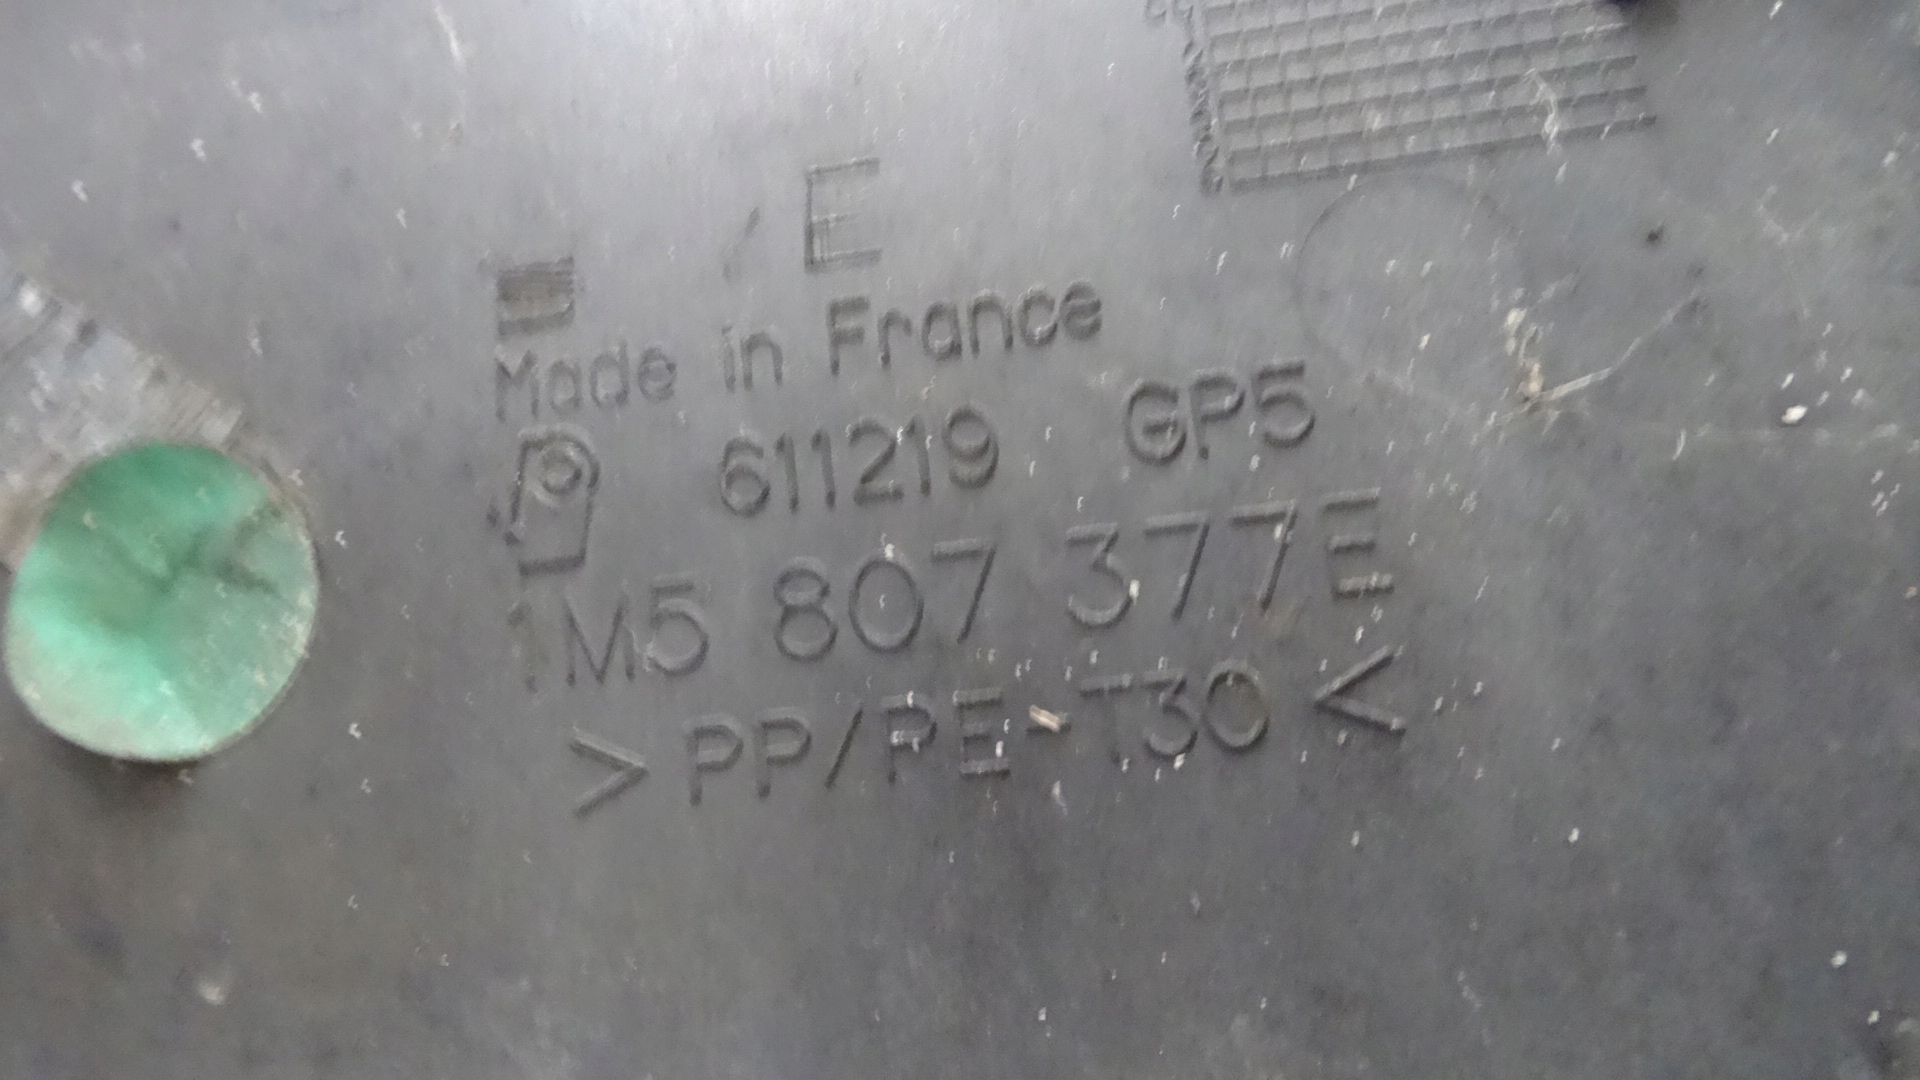 E
Made in France
611219 GP5
1M5 807 377E
>PP/PE-T30<